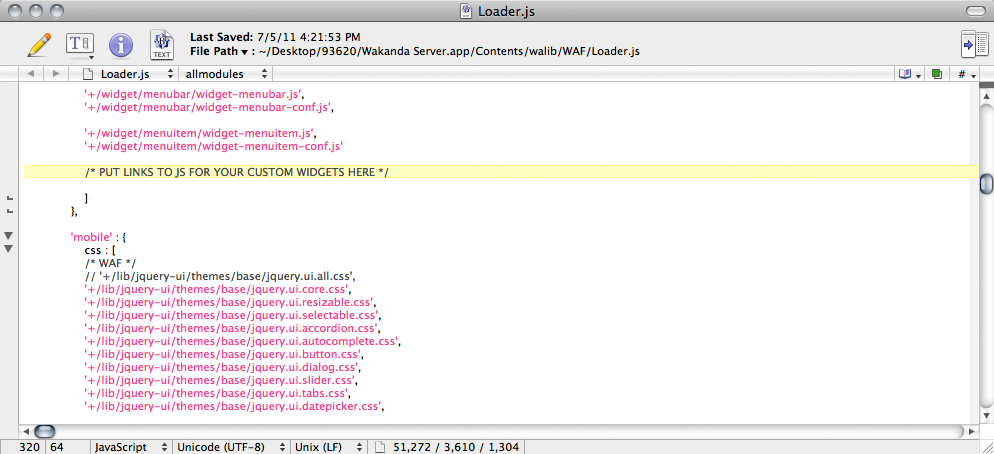 Loader.js
Last Saved: 7/5/11 4:21:53 PM
File Path ▾ : ~/Desktop/93620/Wakanda Server.app/Contents/walib/WAF/Loader.js
T
TEXT
Loader.js allmodules #
'+/widget/menubar/widget-menubar.js',
'+/widget/menubar/widget-menubar-conf.js',
'+/widget/menuitem/widget-menuitem.js',
'+/widget/menuitem/widget-menuitem-conf.js'
/* PUT LINKS TO JS FOR YOUR CUSTOM WIDGETS HERE */
]
},
'mobile' : {
css : [
/* WAF */
// '+/lib/jquery-ui/themes/base/jquery.ui.all.css',
'+/lib/jquery-ui/themes/base/jquery.ui.core.css',
'+/lib/jquery-ui/themes/base/jquery.ui.resizable.css',
'+/lib/jquery-ui/themes/base/jquery.ui.selectable.css',
'+/lib/jquery-ui/themes/base/jquery.ui.accordion.css',
'+/lib/jquery-ui/themes/base/jquery.ui.autocomplete.css',
'+/lib/jquery-ui/themes/base/jquery.ui.button.css',
'+/lib/jquery-ui/themes/base/jquery.ui.dialog.css',
'+/lib/jquery-ui/themes/base/jquery.ui.slider.css',
'+/lib/jquery-ui/themes/base/jquery.ui.tabs.css',
'+/lib/jquery-ui/themes/base/jquery.ui.datepicker.css',
320 64 JavaScript Unicode (UTF-8) Unix (LF) 51,272 / 3,610 / 1,304